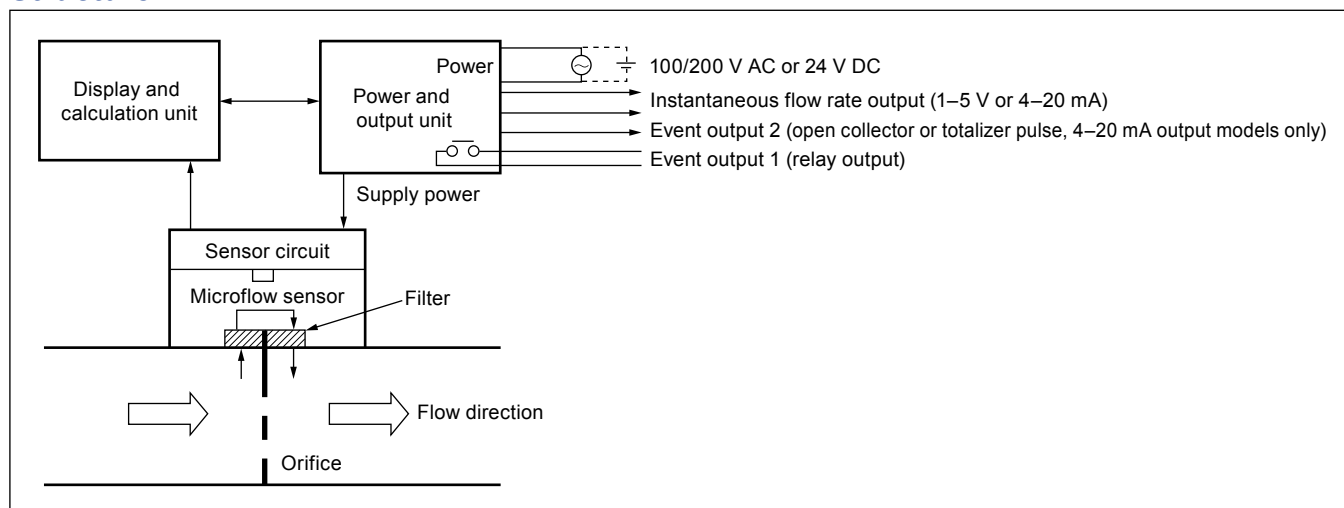 Display and
calculation unit
Power
Power and
output unit
100/200 V AC or 24 V DC
Instantaneous flow rate output (1–5 V or 4–20 mA)
Event output 2 (open collector or totalizer pulse, 4–20 mA output models only)
Event output 1 (relay output)
Supply power
Sensor circuit
Microflow sensor
Filter
Flow direction
Orifice